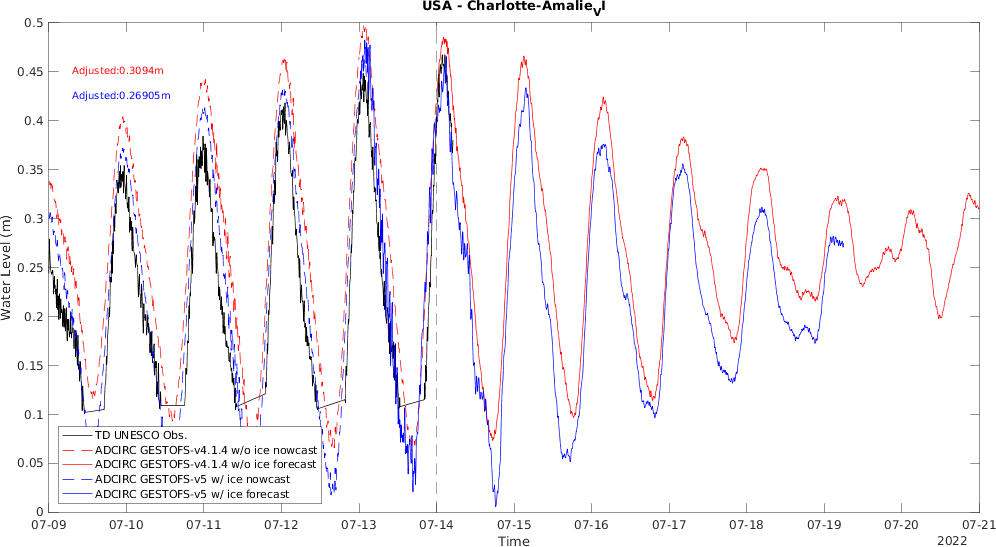 USA - Charlotte-Amalie_VI
0.5
0.45
0.4
0.35
0.3
0.25
0.2
0.15
0.1
0.05
0
Water Level (m)
Adjusted:0.3094m
Adjusted:0.26905m
TD UNESCO Obs.
ADCIRC GESTOFS-v4.1.4 w/o ice nowcast
ADCIRC GESTOFS-v4.1.4 w/o ice forecast
ADCIRC GESTOFS-v5 w/ ice nowcast
ADCIRC GESTOFS-v5 w/ ice forecast
07-09 07-10 07-11 07-12 07-13 07-14 07-15 07-16 07-17 07-18 07-19 07-20 07-21
Time
2022